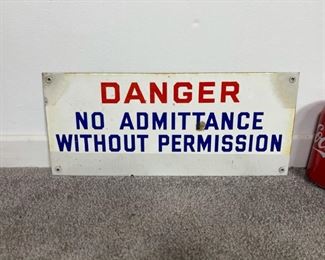 DANGER
NO ADMITTANCE
WITHOUT PERMISSION